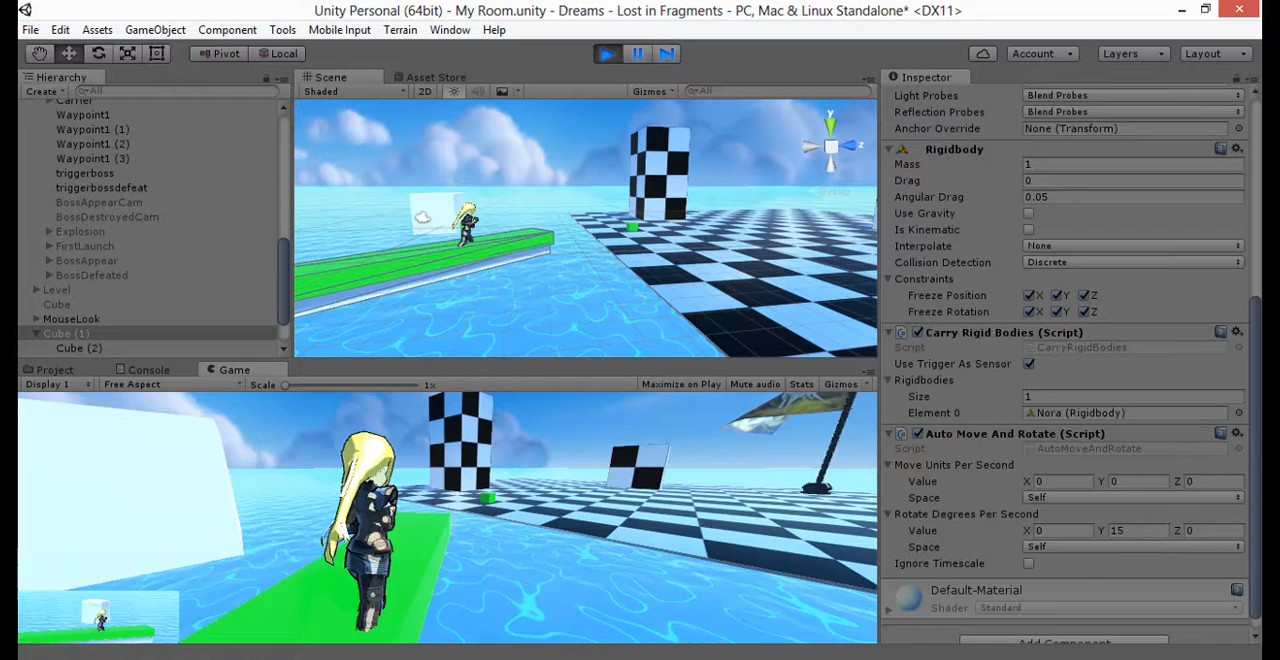 Unity Personal (64bit) - My Room.unity - Dreams - Lost in Fragments - PC, Mac & Linux Standalone* <DX11>
File Edit Assets GameObject Component Tools Mobile Input Terrain Window Help
Pivot Local Account Layers Layout
Hierarchy
Create All
Carrier
Waypoint1
Waypoint1 (1)
Waypoint1 (2)
Waypoint1 (3)
triggerboss
triggerbossdefeat
BossAppearCam
BossDestroyedCam
Explosion
FirstLaunch
BossAppear
BossDefeated
Level
Cube
MouseLook
Cube (1)
Cube (2)
Scene Asset Store
Shaded 2D Gizmos All
y
z
Project Console Game
Display 1 Free Aspect Scale 1x Maximize on Play Mute audio Stats Gizmos
Inspector
Light Probes Blend Probes
Reflection Probes Blend Probes
Anchor Override None (Transform)
Rigidbody
Mass 1
Drag 0
Angular Drag 0.05
Use Gravity
Is Kinematic
Interpolate None
Collision Detection Discrete
Constraints
Freeze Position X Y Z
Freeze Rotation X Y Z
Carry Rigid Bodies (Script)
Script CarryRigidBodies
Use Trigger As Sensor
Rigidbodies
Size 1
Element 0 Nora (Rigidbody)
Auto Move And Rotate (Script)
Script AutoMoveAndRotate
Move Units Per Second
Value X 0 Y 0 Z 0
Space Self
Rotate Degrees Per Second
Value X 0 Y 15 Z 0
Space Self
Ignore Timescale
Default-Material
Shader Standard
Add Component